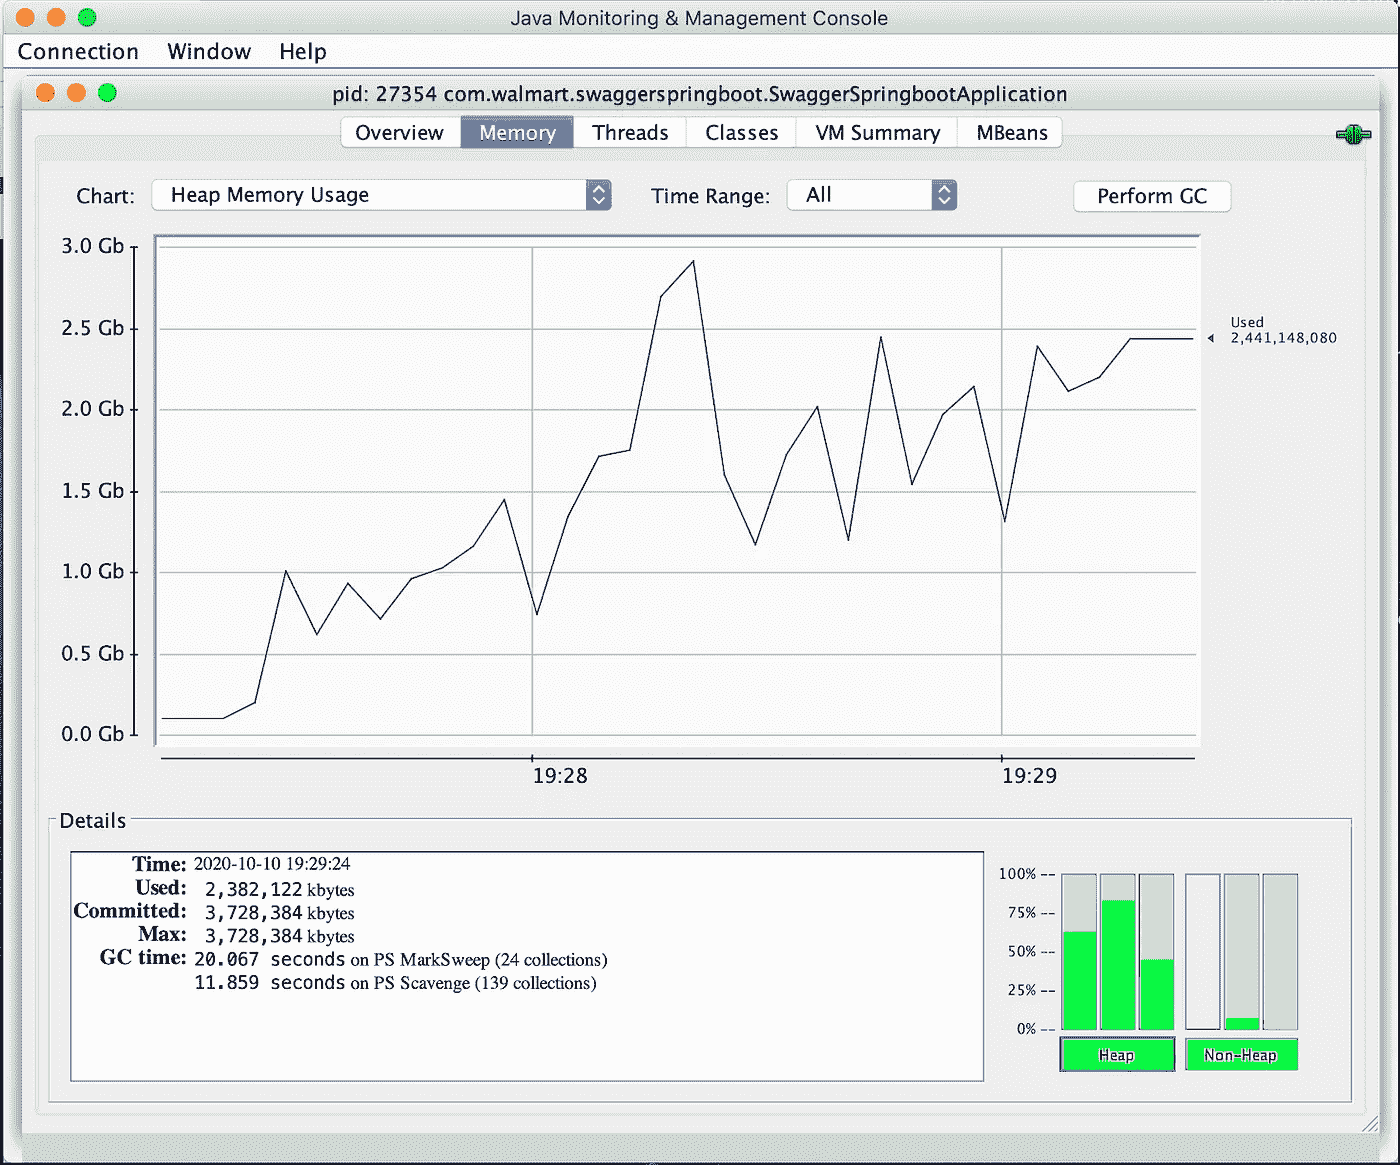 Java Monitoring & Management Console
Connection Window Help
pid: 27354 com.walmart.swaggerspringboot.SwaggerSpringbootApplication
Overview Memory Threads Classes VM Summary MBeans
Chart: Heap Memory Usage Time Range: All Perform GC
3.0 Gb
2.5 Gb
2.0 Gb
1.5 Gb
1.0 Gb
0.5 Gb
0.0 Gb
Used
2,441,148,080
19:28 19:29
Details
Time: 2020-10-10 19:29:24
Used: 2,382,122 kbytes
Committed: 3,728,384 kbytes
Max: 3,728,384 kbytes
GC time: 20.067 seconds on PS MarkSweep (24 collections)
11.859 seconds on PS Scavenge (139 collections)
100% --
75% --
50% --
25% --
0% --
Heap Non-Heap